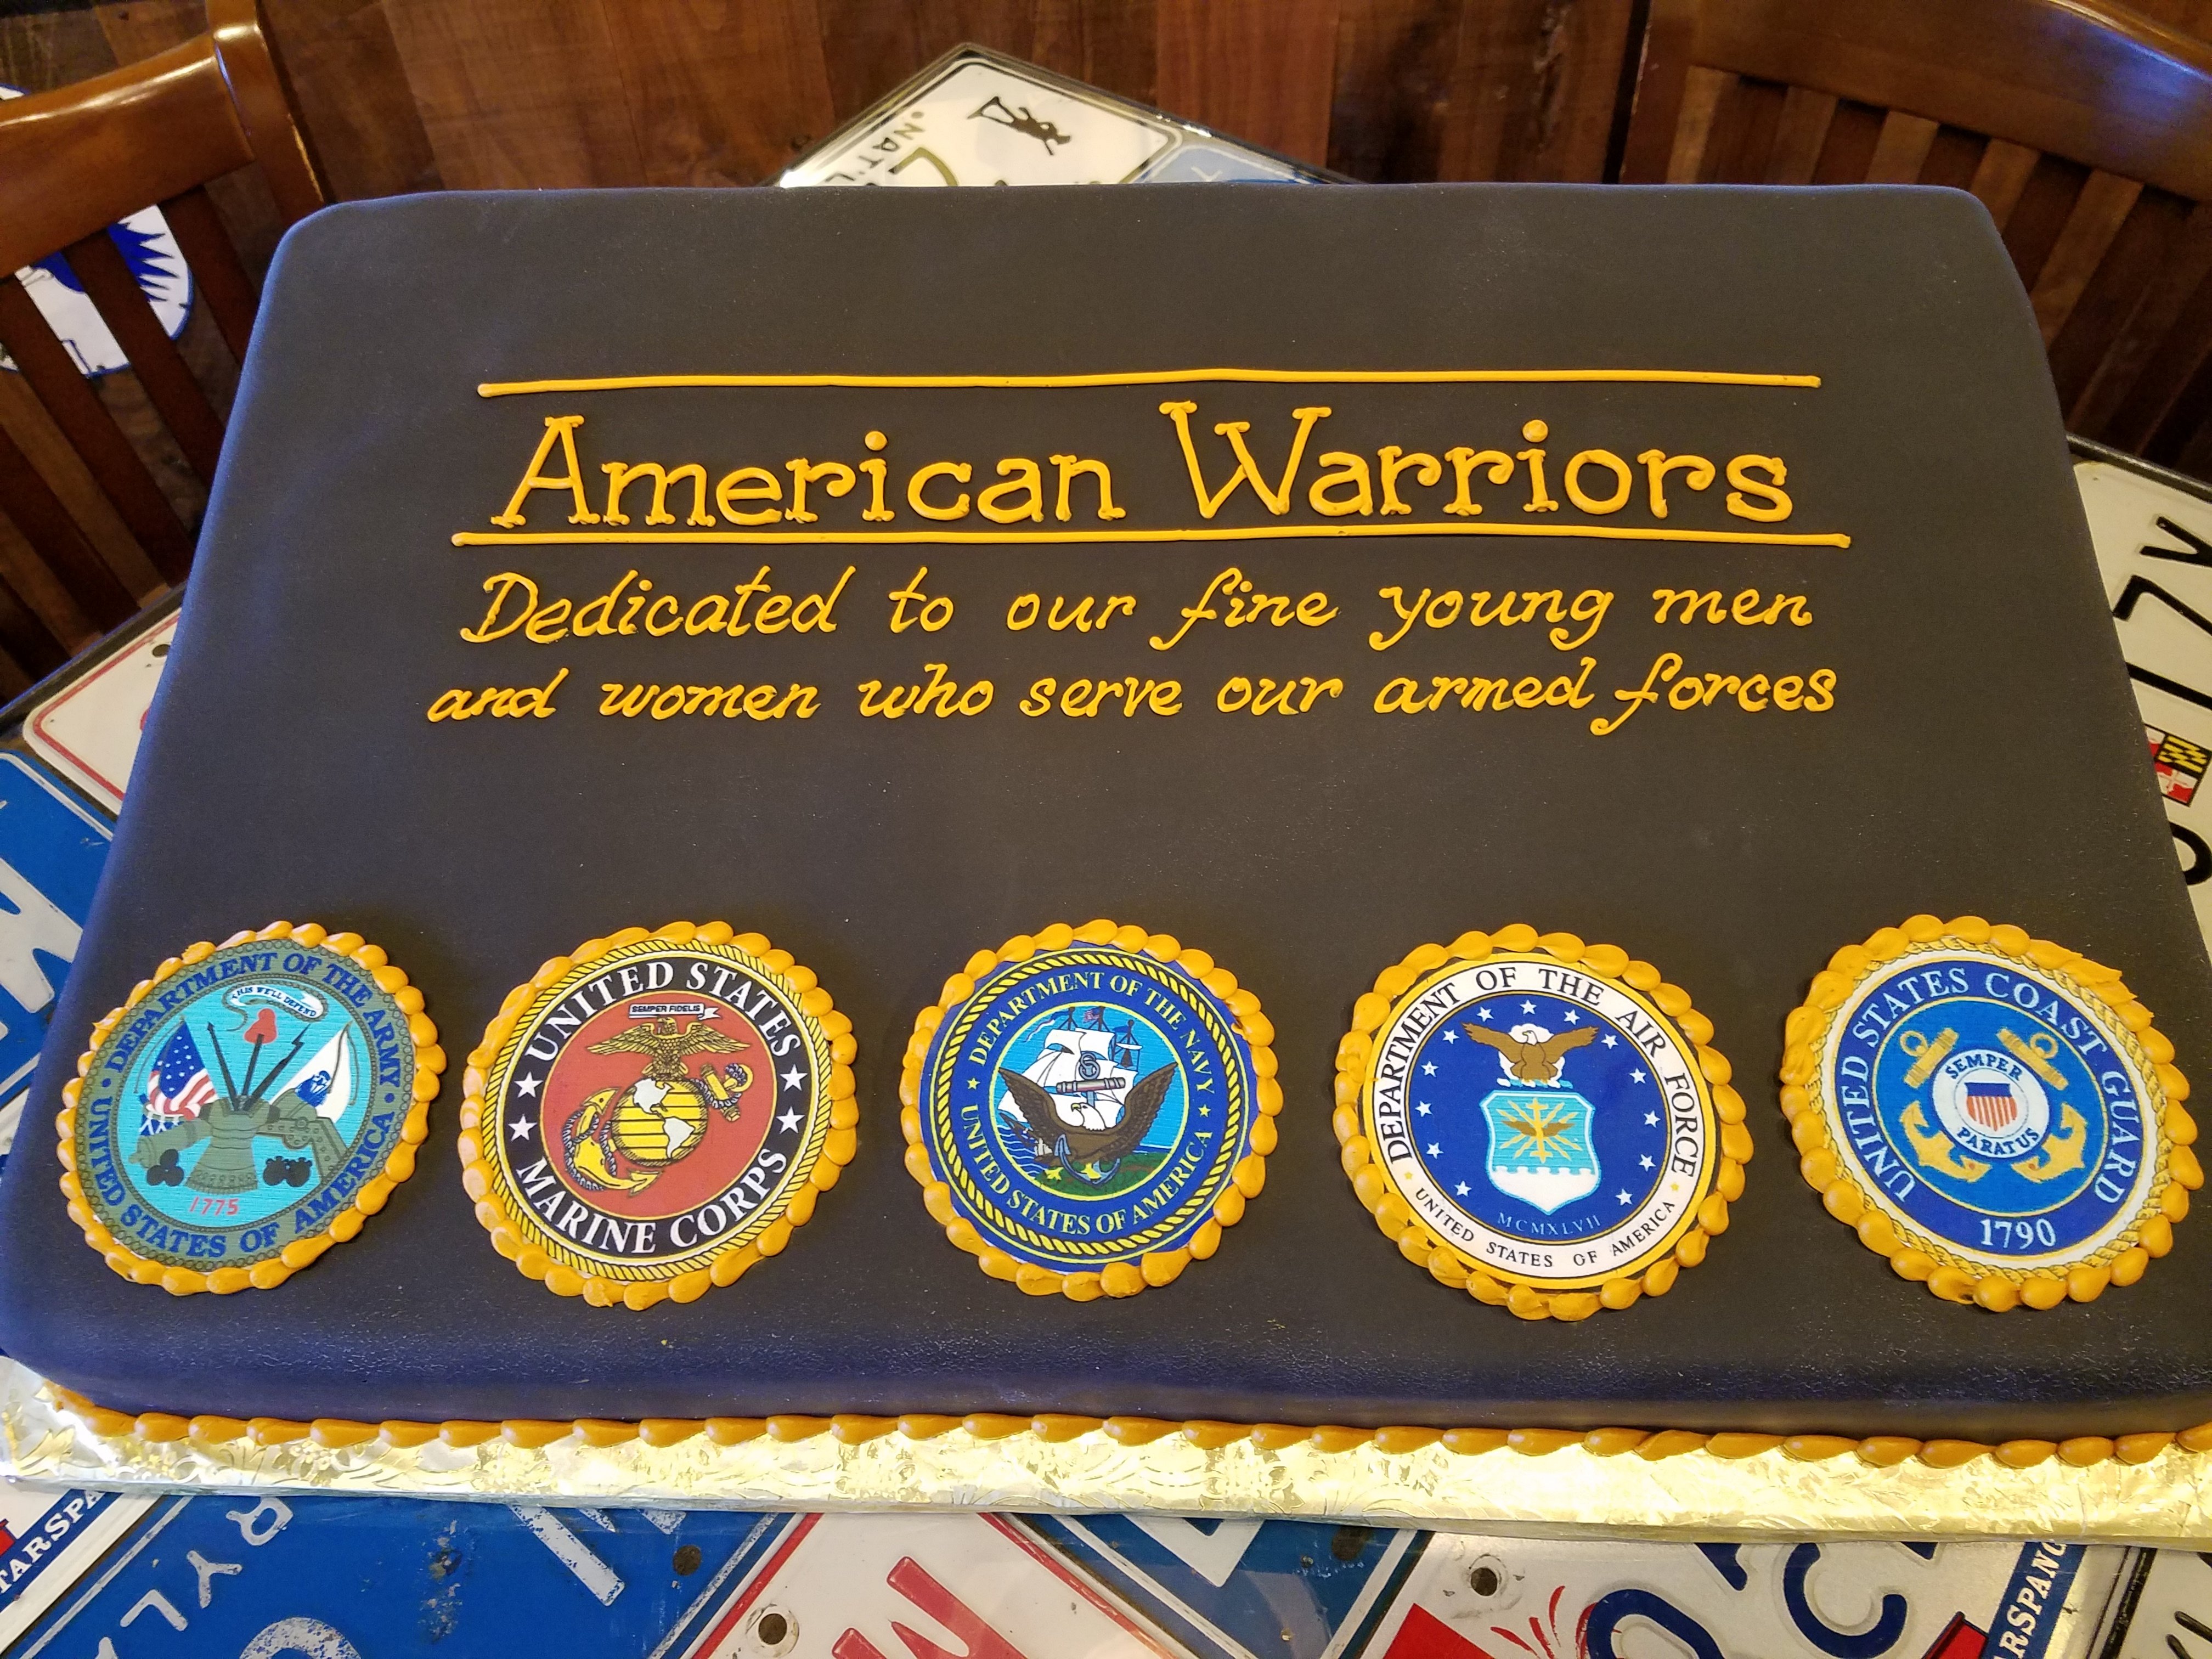 NAT'L
American Warriors
Dedicated to our fine young men
and women who serve our armed forces
DEPARTMENT OF THE ARMY
THIS WE'LL DEFEND
1775
UNITED STATES OF AMERICA
UNITED STATES
SEMPER FIDELIS
MARINE CORPS
DEPARTMENT OF THE NAVY
UNITED STATES OF AMERICA
DEPARTMENT OF THE AIR FORCE
MCMXLVII
UNITED STATES OF AMERICA
UNITED STATES COAST GUARD
SEMPER
PARATUS
1790